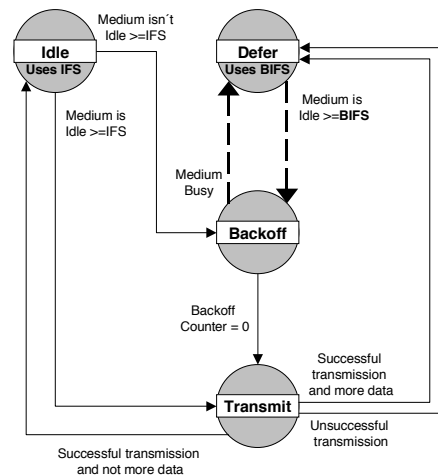 Medium isn´t
Idle >=IFS
Idle
Uses IFS
Defer
Uses BIFS
Medium is
Idle >=IFS
Medium is
Idle >=BIFS
Medium
Busy
Backoff
Backoff
Counter = 0
Successful
transmission
and more data
Transmit
Unsuccessful
transmission
Successful transmission
and not more data